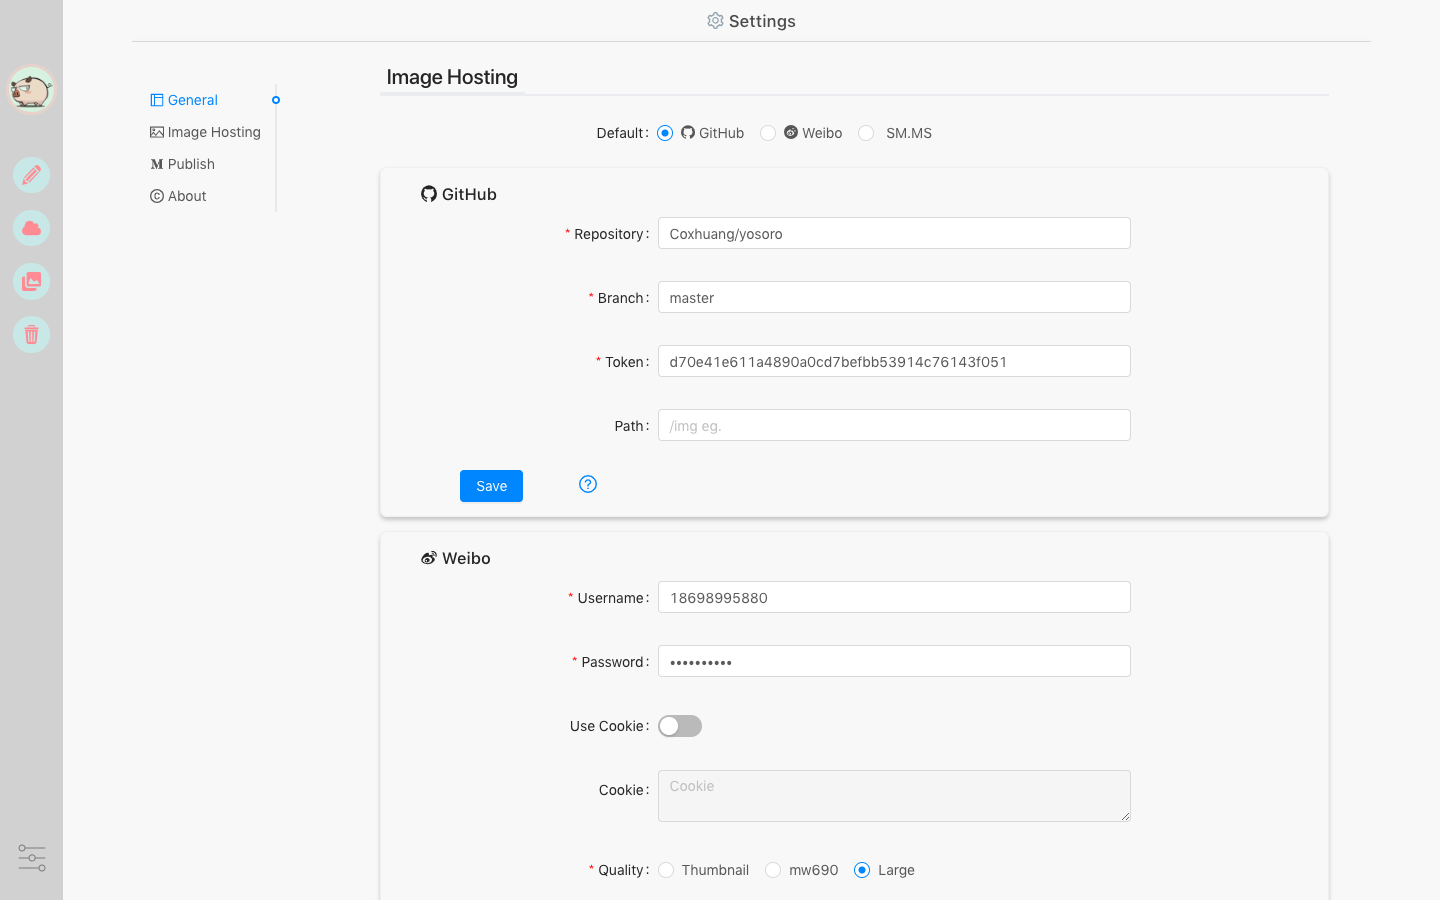 Settings
General
Image Hosting
Publish
About
Image Hosting
Default: GitHub Weibo SM.MS
GitHub
* Repository: Coxhuang/yosoro
* Branch: master
* Token: d70e41e611a4890a0cd7befbb53914c76143f051
Path: /img eg.
Save
Weibo
* Username: 18698995880
* Password: ••••••••••
Use Cookie:
Cookie: Cookie
* Quality: Thumbnail mw690 Large